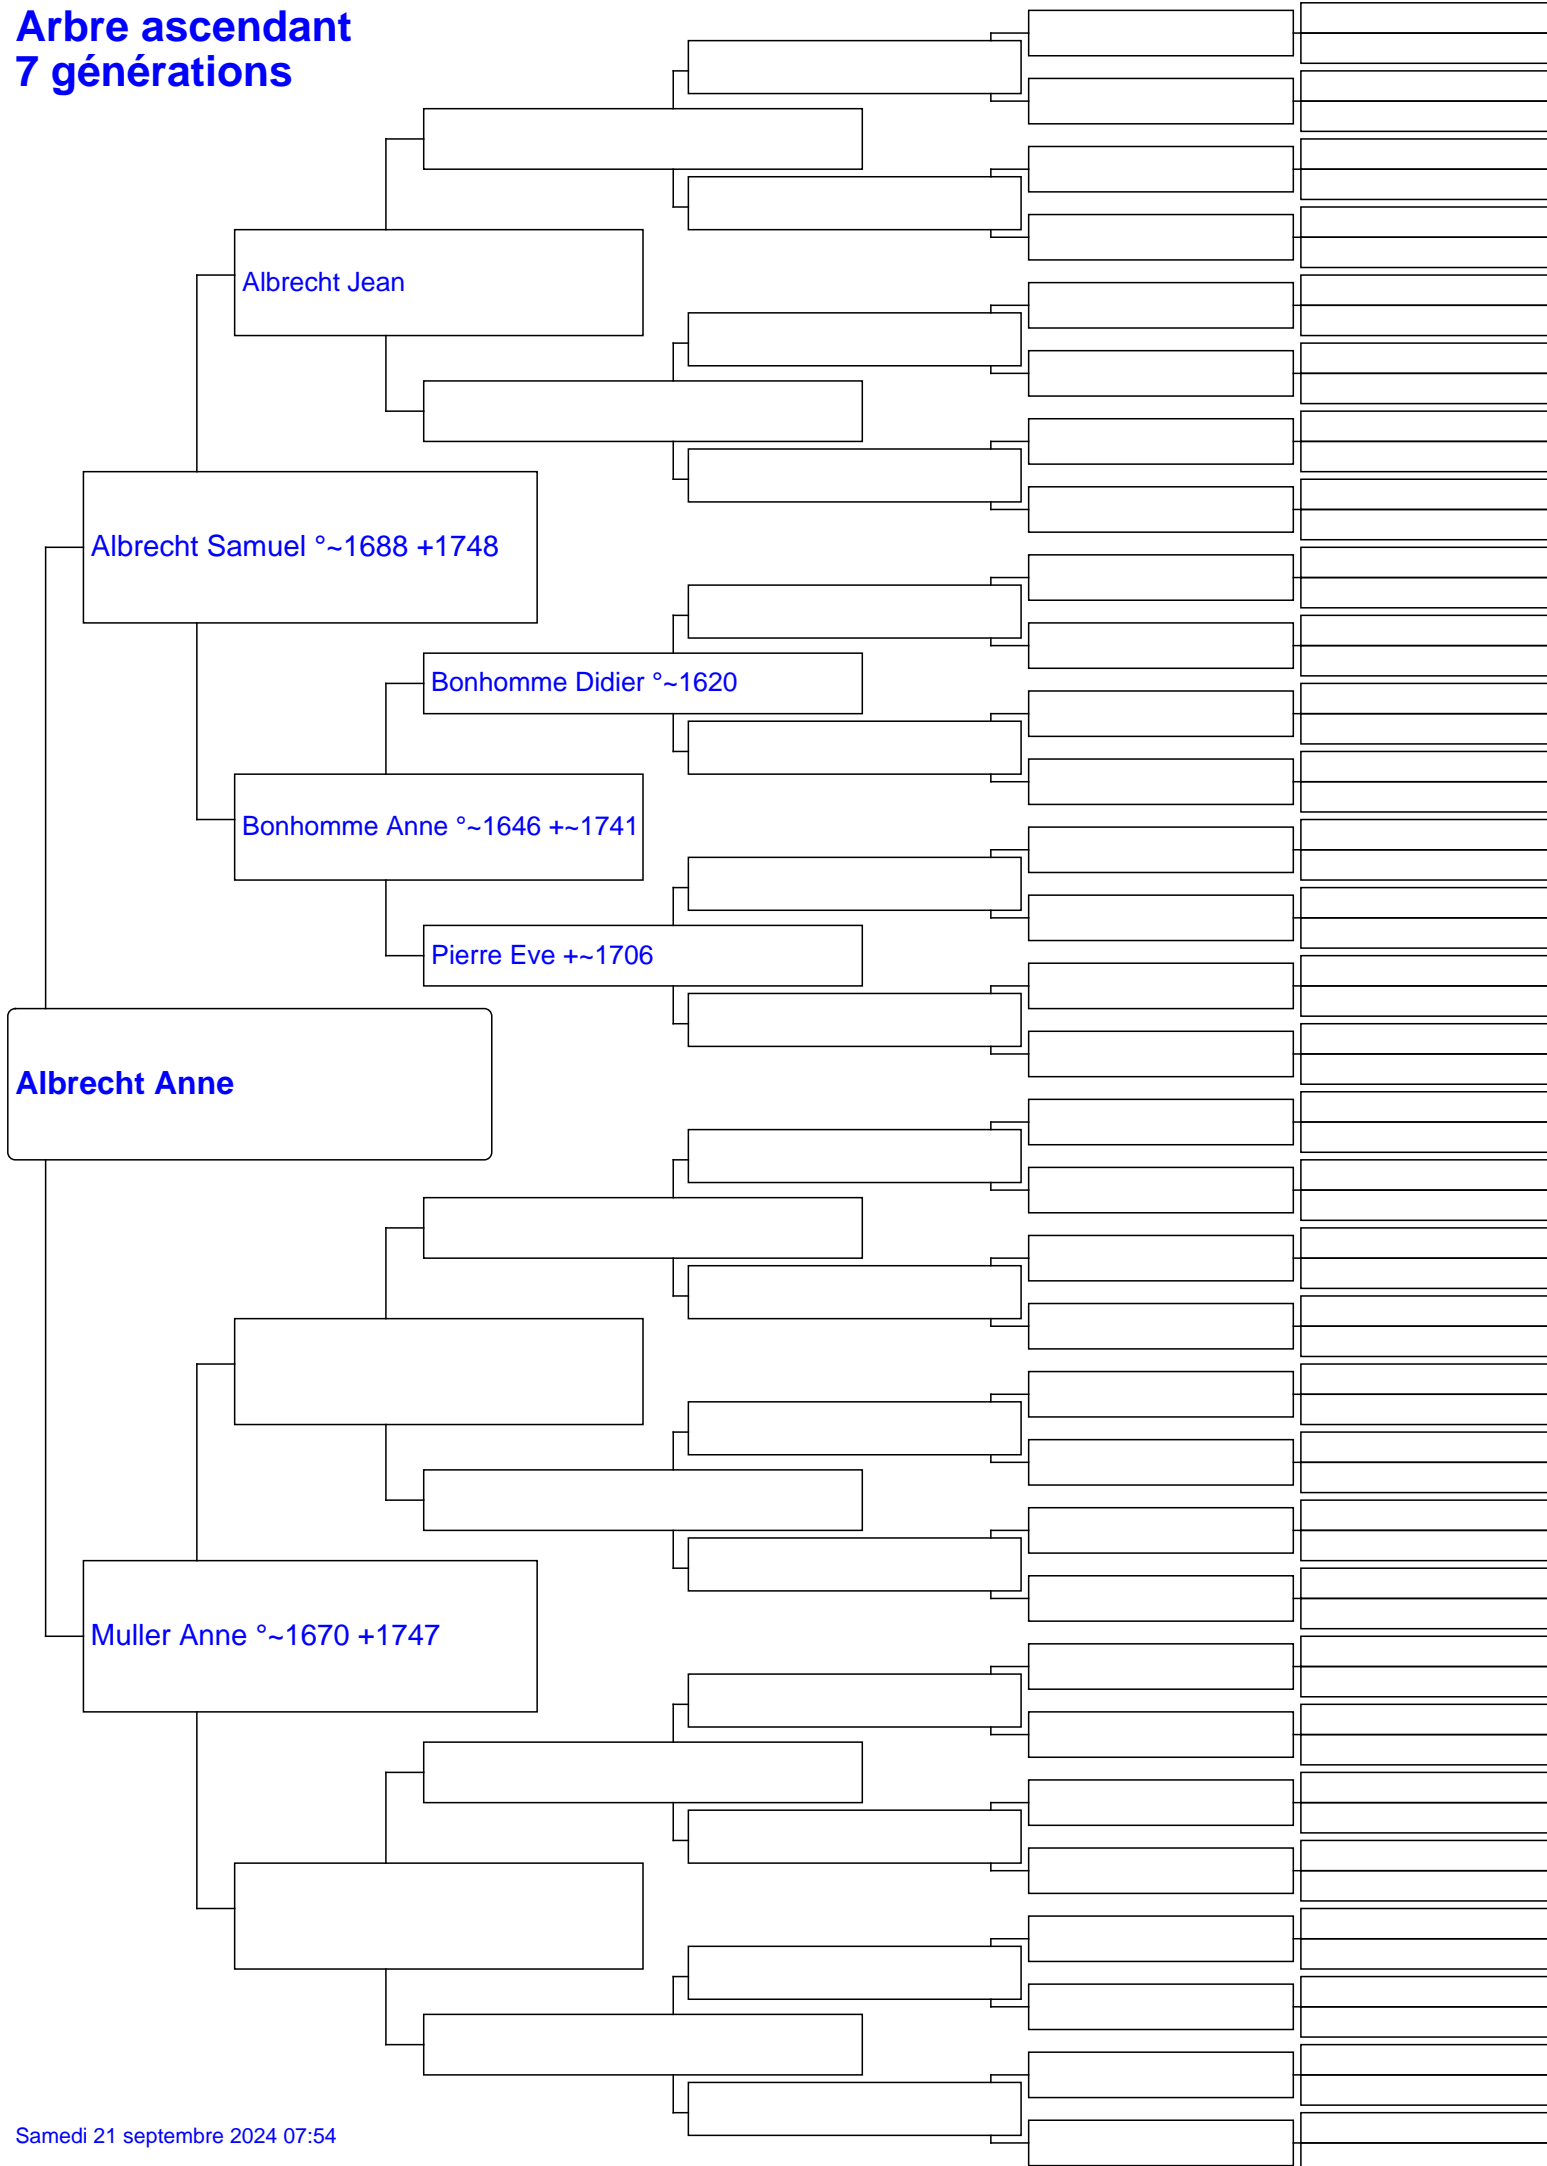 Arbre ascendant
7 générations
Albrecht Jean
Albrecht Samuel °~1688 +1748
Bonhomme Didier °~1620
Bonhomme Anne °~1646 +~1741
Pierre Eve +~1706
Albrecht Anne
Muller Anne °~1670 +1747
Samedi 21 septembre 2024 07:54